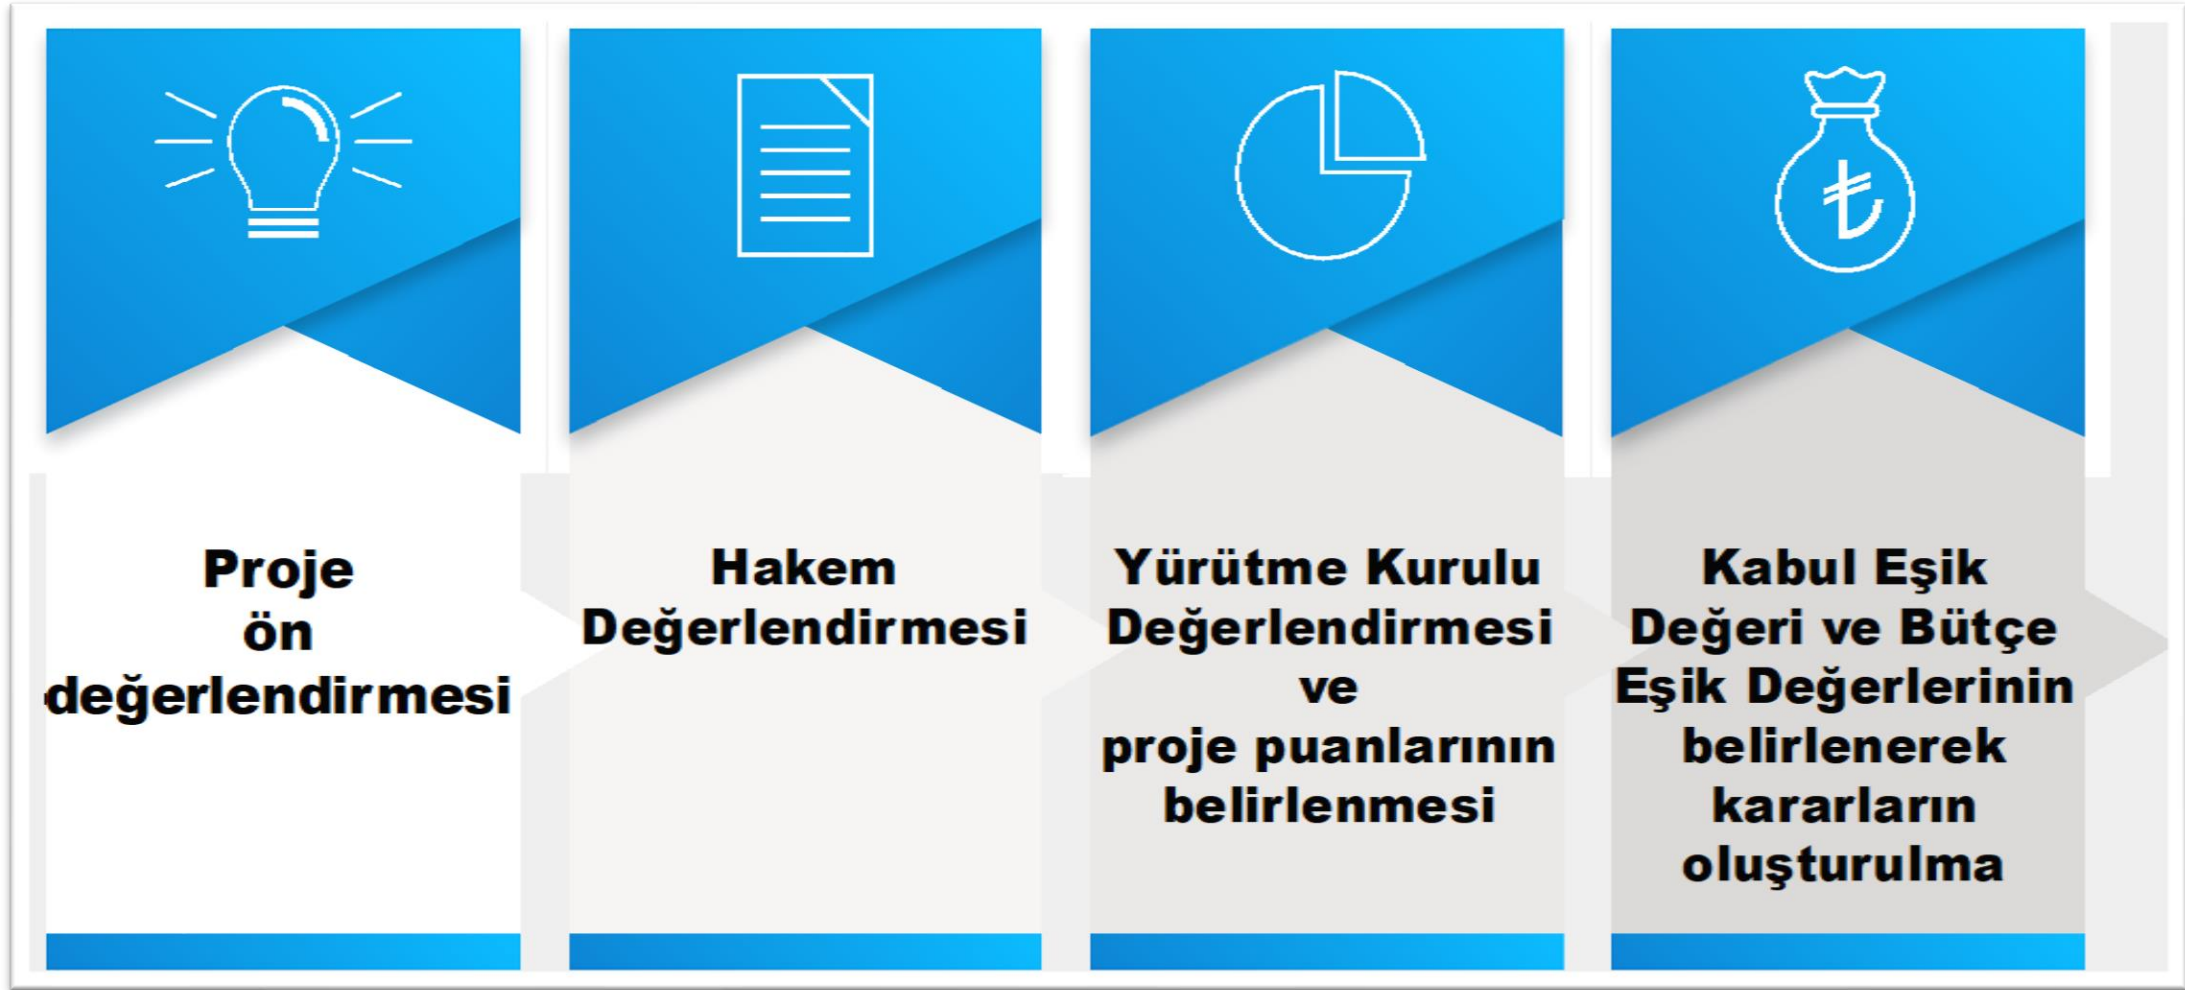 Proje
ön
değerlendirmesi
Hakem
Değerlendirmesi
Yürütme Kurulu
Değerlendirmesi
ve
proje puanlarının
belirlenmesi
Kabul Eşik
Değeri ve Bütçe
Eşik Değerlerinin
belirlenerek
kararların
oluşturulma